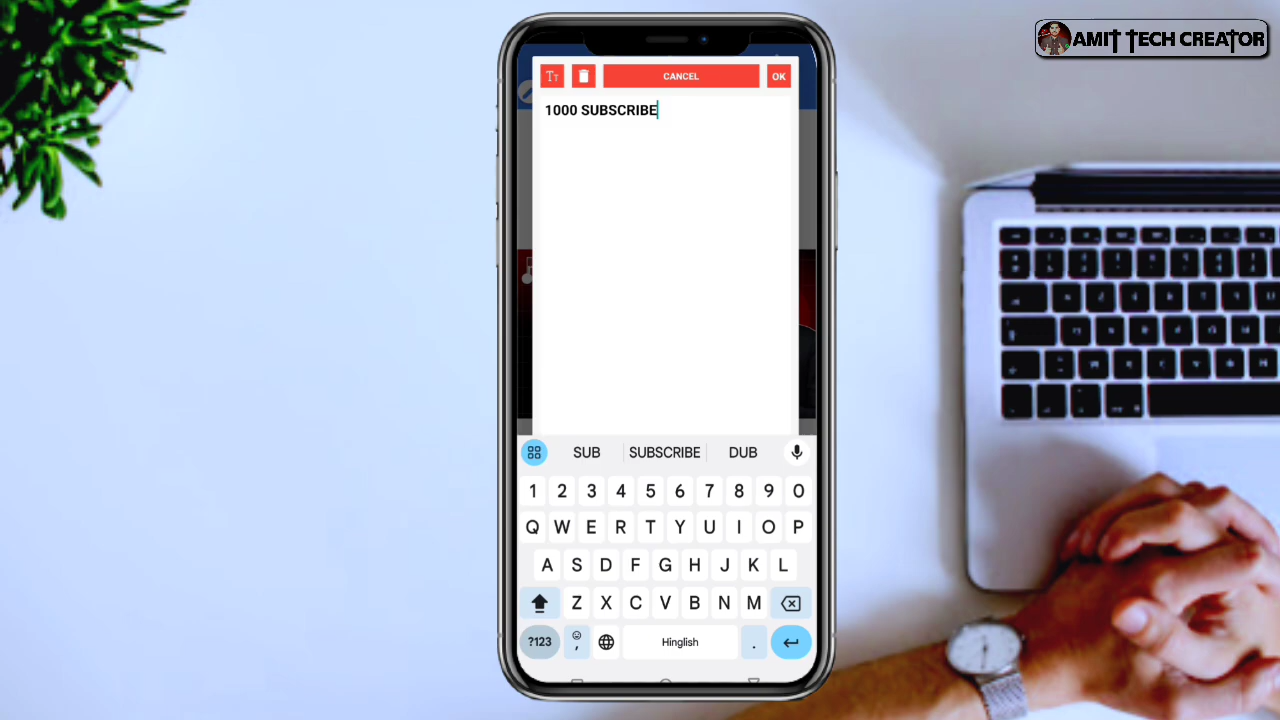 AMIT TECH CREATOR
Tт CANCEL OK
1000 SUBSCRIBE
SUB SUBSCRIBE DUB
1 2 3 4 5 6 7 8 9 0
Q W E R T Y U I O P
A S D F G H J K L
Z X C V B N M
?123 , Hinglish .